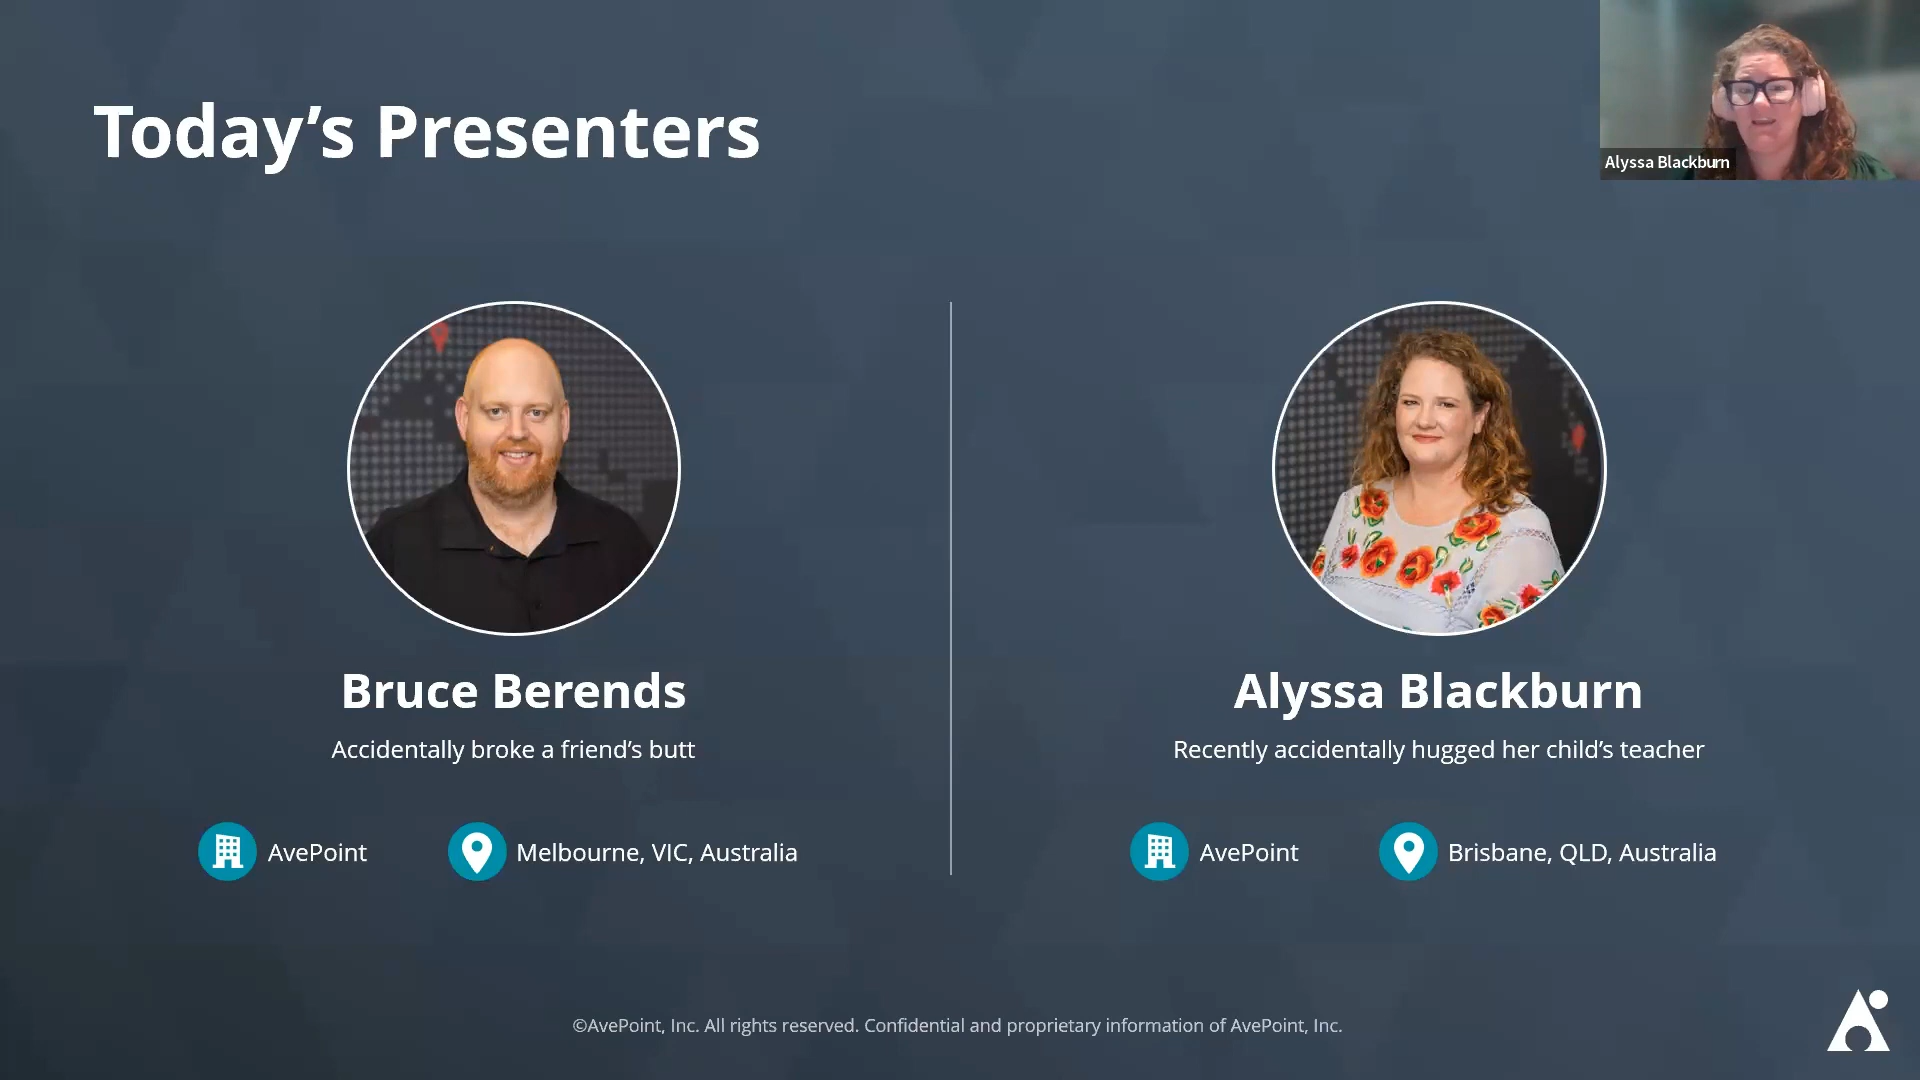 Today’s Presenters
Alyssa Blackburn
Bruce Berends
Accidentally broke a friend’s butt
AvePoint
Melbourne, VIC, Australia
Alyssa Blackburn
Recently accidentally hugged her child’s teacher
AvePoint
Brisbane, QLD, Australia
©AvePoint, Inc. All rights reserved. Confidential and proprietary information of AvePoint, Inc.